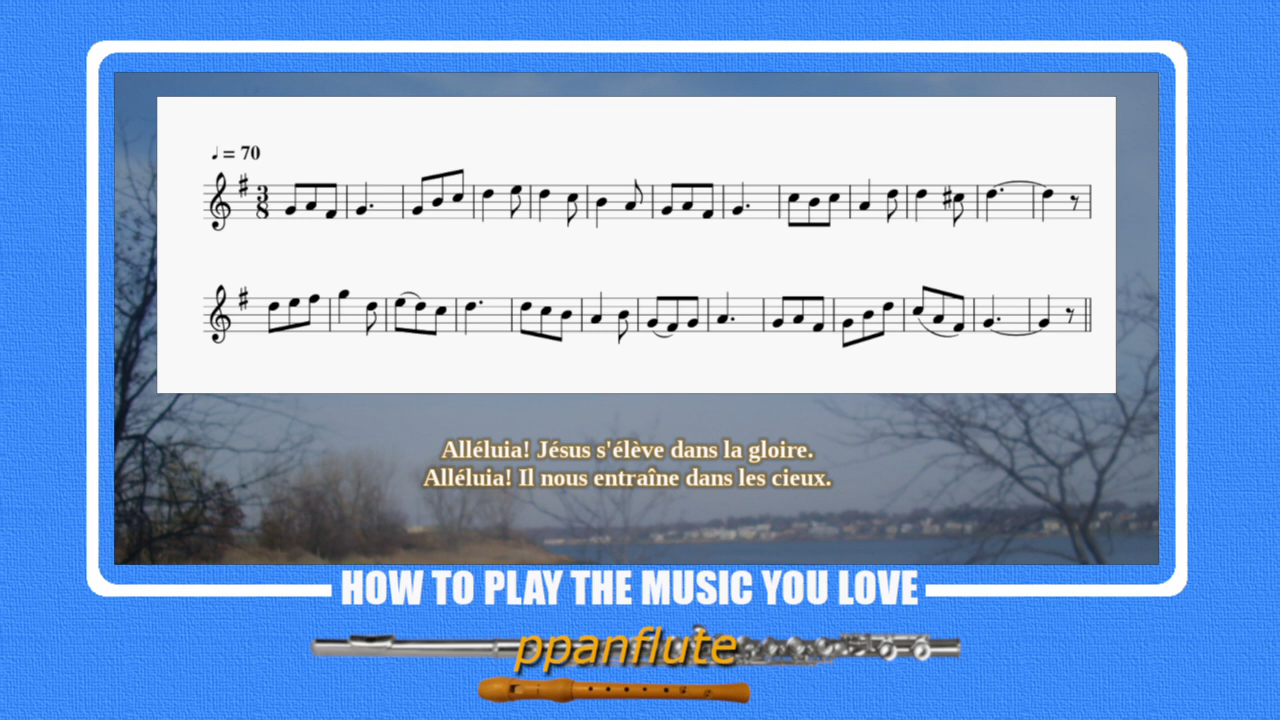 ♩ = 70
3
8
Alléluia! Jésus s'élève dans la gloire.
Alléluia! Il nous entraîne dans les cieux.
HOW TO PLAY THE MUSIC YOU LOVE
ppanflute